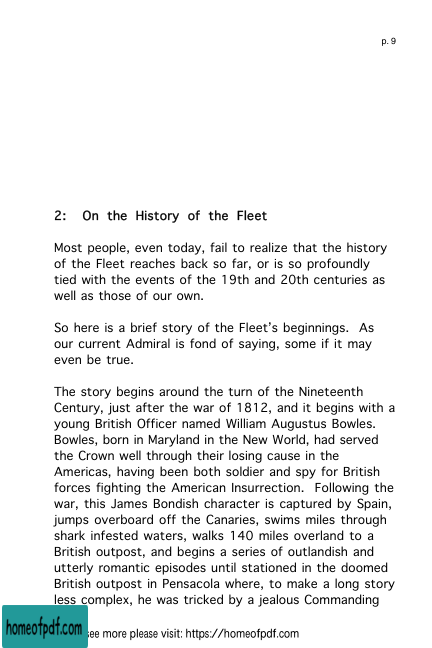 p. 9
2: On the History of the Fleet
Most people, even today, fail to realize that the history
of the Fleet reaches back so far, or is so profoundly
tied with the events of the 19th and 20th centuries as
well as those of our own.
So here is a brief story of the Fleet's beginnings. As
our current Admiral is fond of saying, some if it may
even be true.
The story begins around the turn of the Nineteenth
Century, just after the war of 1812, and it begins with a
young British Officer named William Augustus Bowles.
Bowles, born in Maryland in the New World, had served
the Crown well through their losing cause in the
Americas, having been both soldier and spy for British
forces fighting the American Insurrection. Following the
war, this James Bondish character is captured by Spain,
jumps overboard off the Canaries, swims miles through
shark infested waters, walks 140 miles overland to a
British outpost, and begins a series of outlandish and
utterly romantic episodes until stationed in the doomed
British outpost in Pensacola where, to make a long story
less complex, he was tricked by a jealous Commanding
homeofpdf.com
see more please visit: https://homeofpdf.com